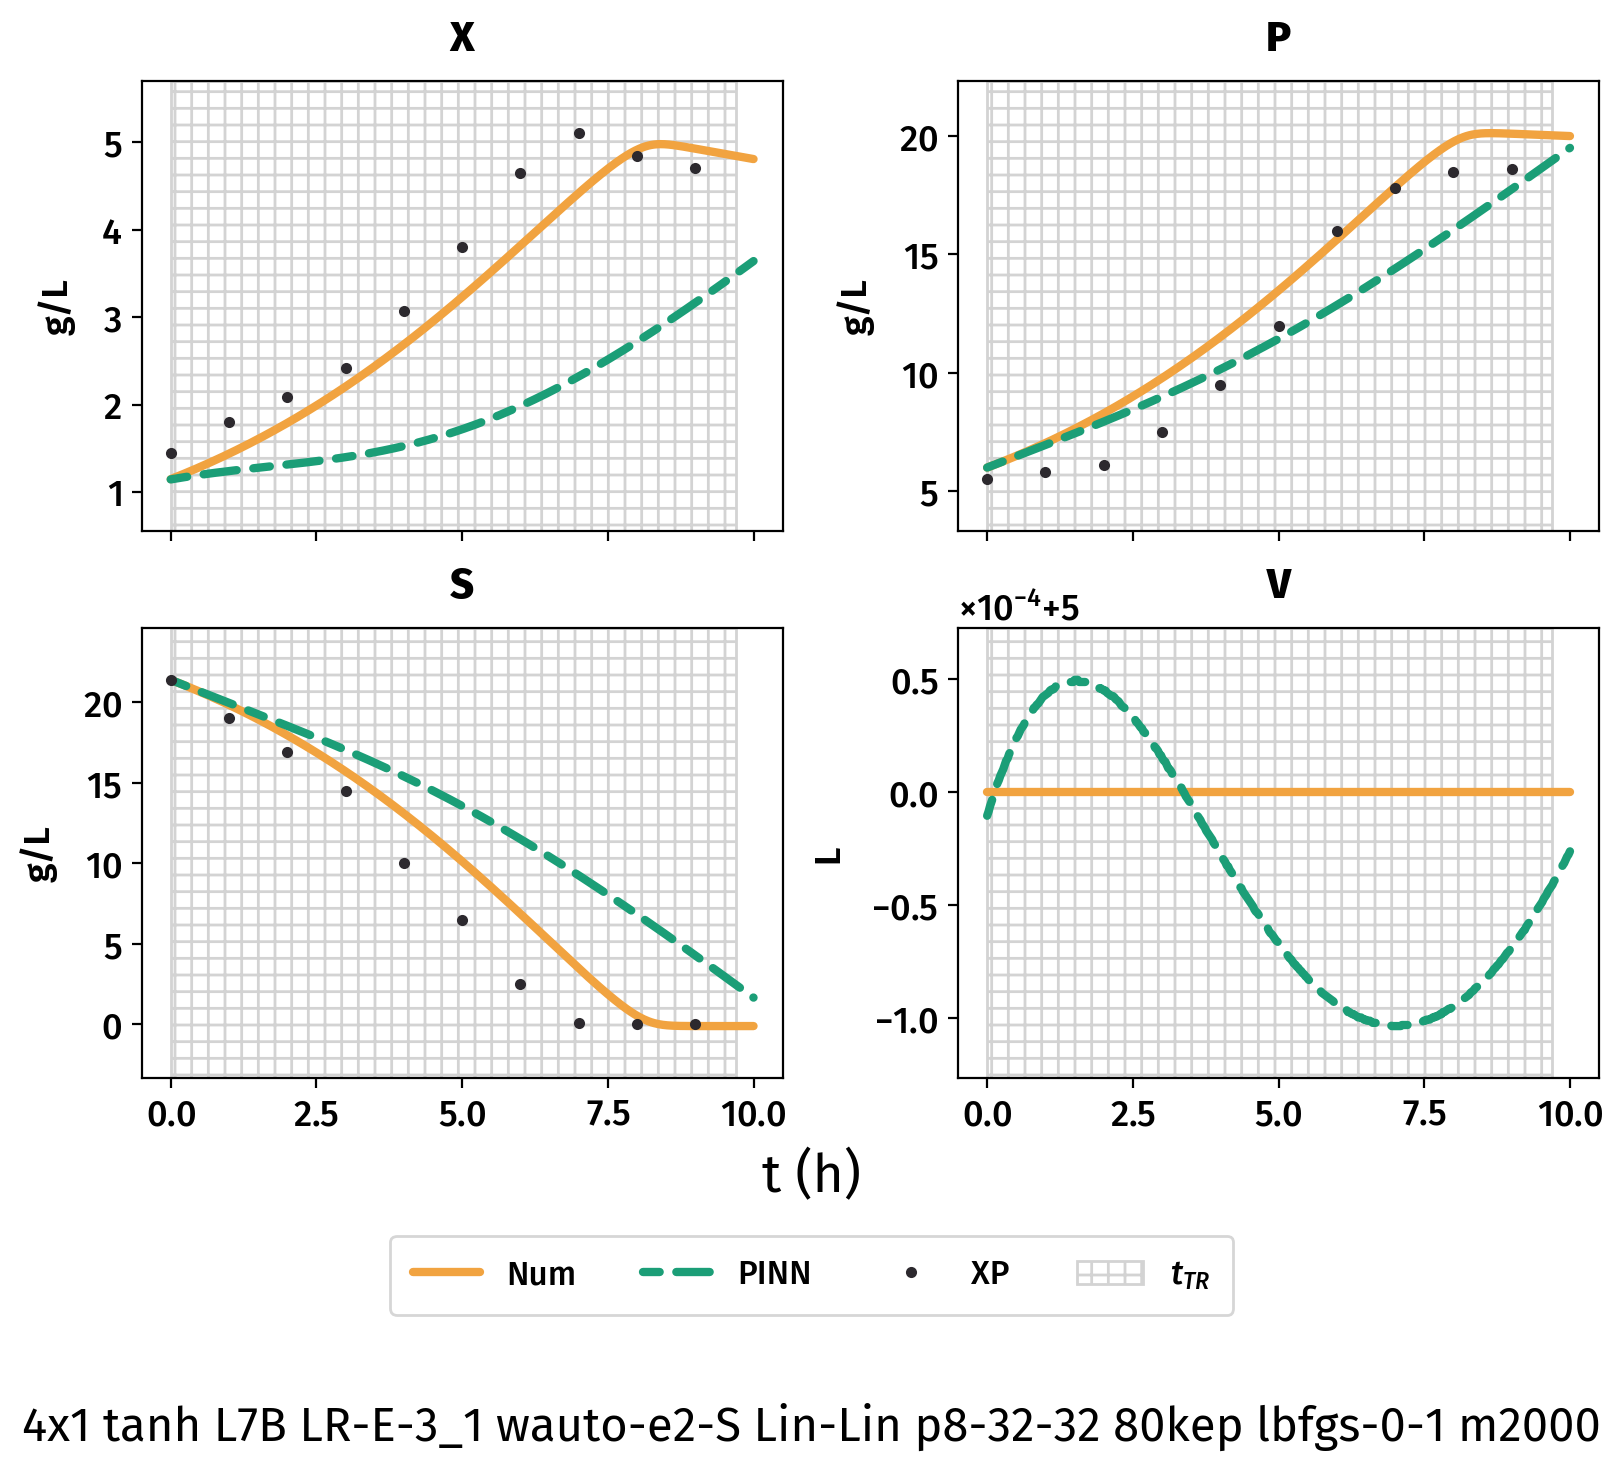 X
5
4
3
2
1
g/L
P
20
15
10
5
g/L
S
20
15
10
5
0
g/L
0.0 2.5 5.0 7.5 10.0
V
×10⁻⁴+5
0.5
0.0
−0.5
−1.0
L
0.0 2.5 5.0 7.5 10.0
t (h)
Num PINN XP t_TR
4x1 tanh L7B LR-E-3_1 wauto-e2-S Lin-Lin p8-32-32 80kep lbfgs-0-1 m2000